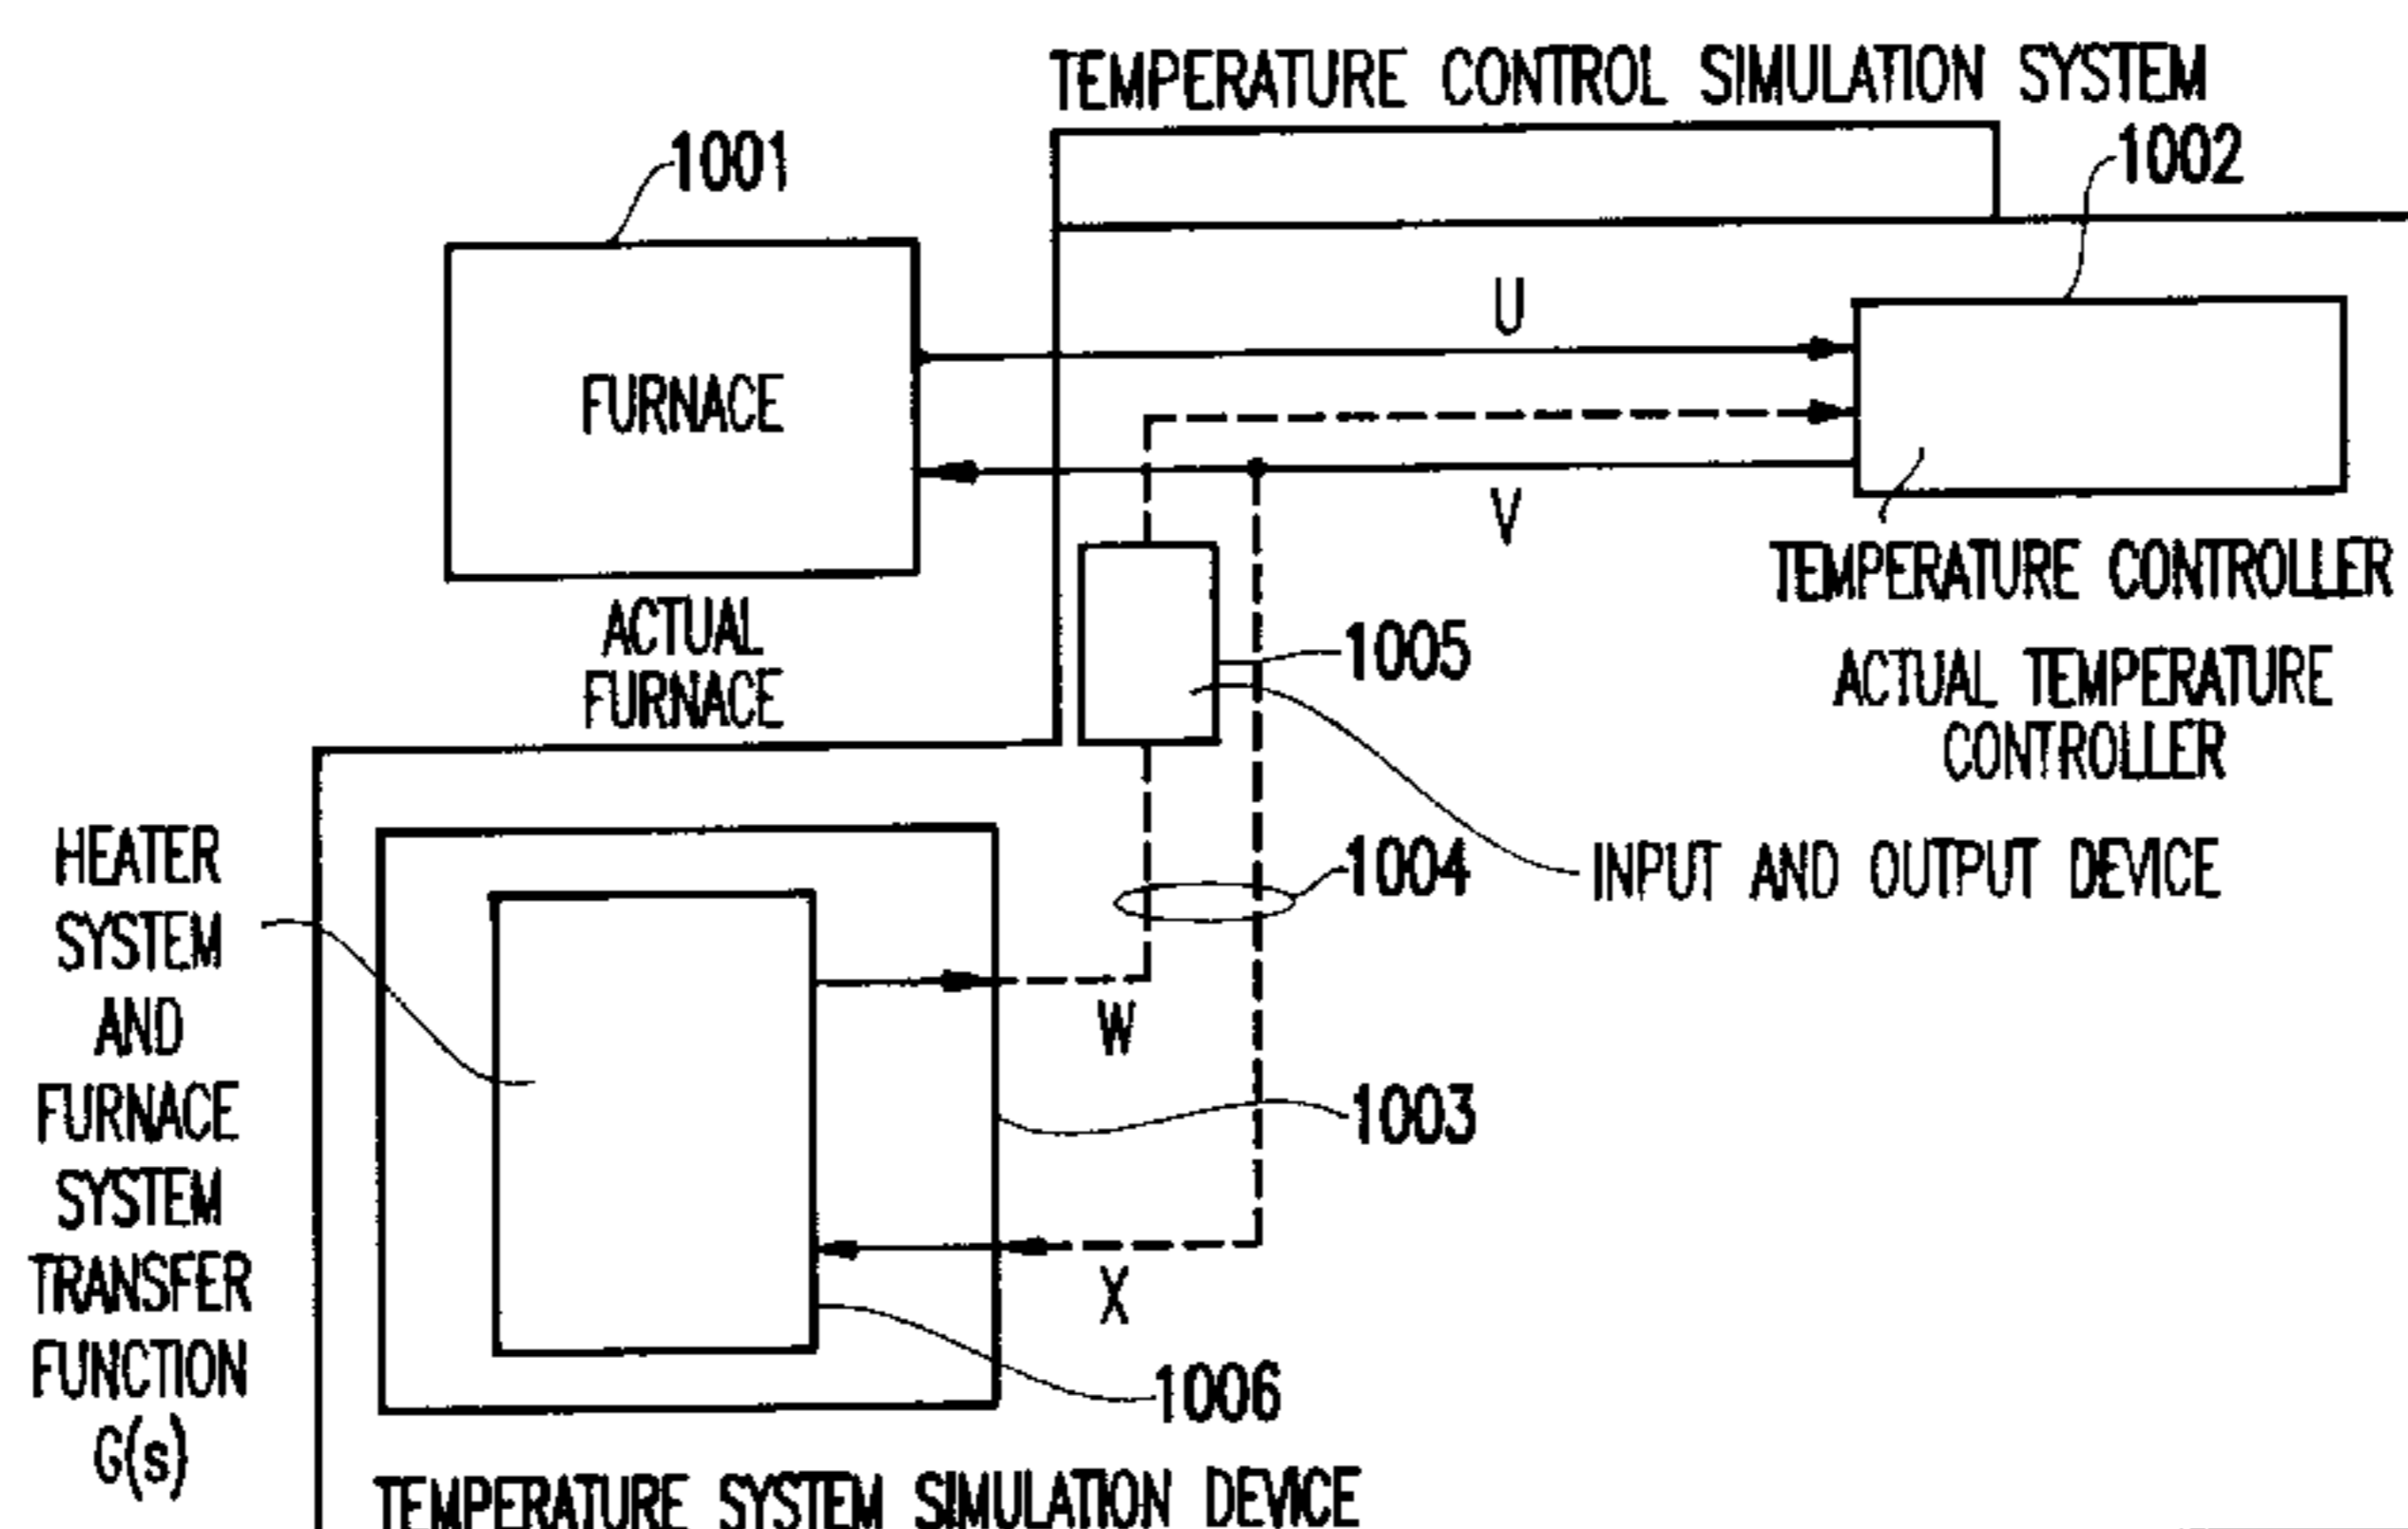 TEMPERATURE CONTROL SIMULATION SYSTEM
1001
1002
U
FURNACE
V
TEMPERATURE CONTROLLER
ACTUAL
FURNACE
1005
ACTUAL TEMPERATURE
CONTROLLER
HEATER
SYSTEM
AND
FURNACE
SYSTEM
TRANSFER
FUNCTION
G(s)
1004
INPUT AND OUTPUT DEVICE
W
1003
X
1006
TEMPERATURE SYSTEM SIMULATION DEVICE